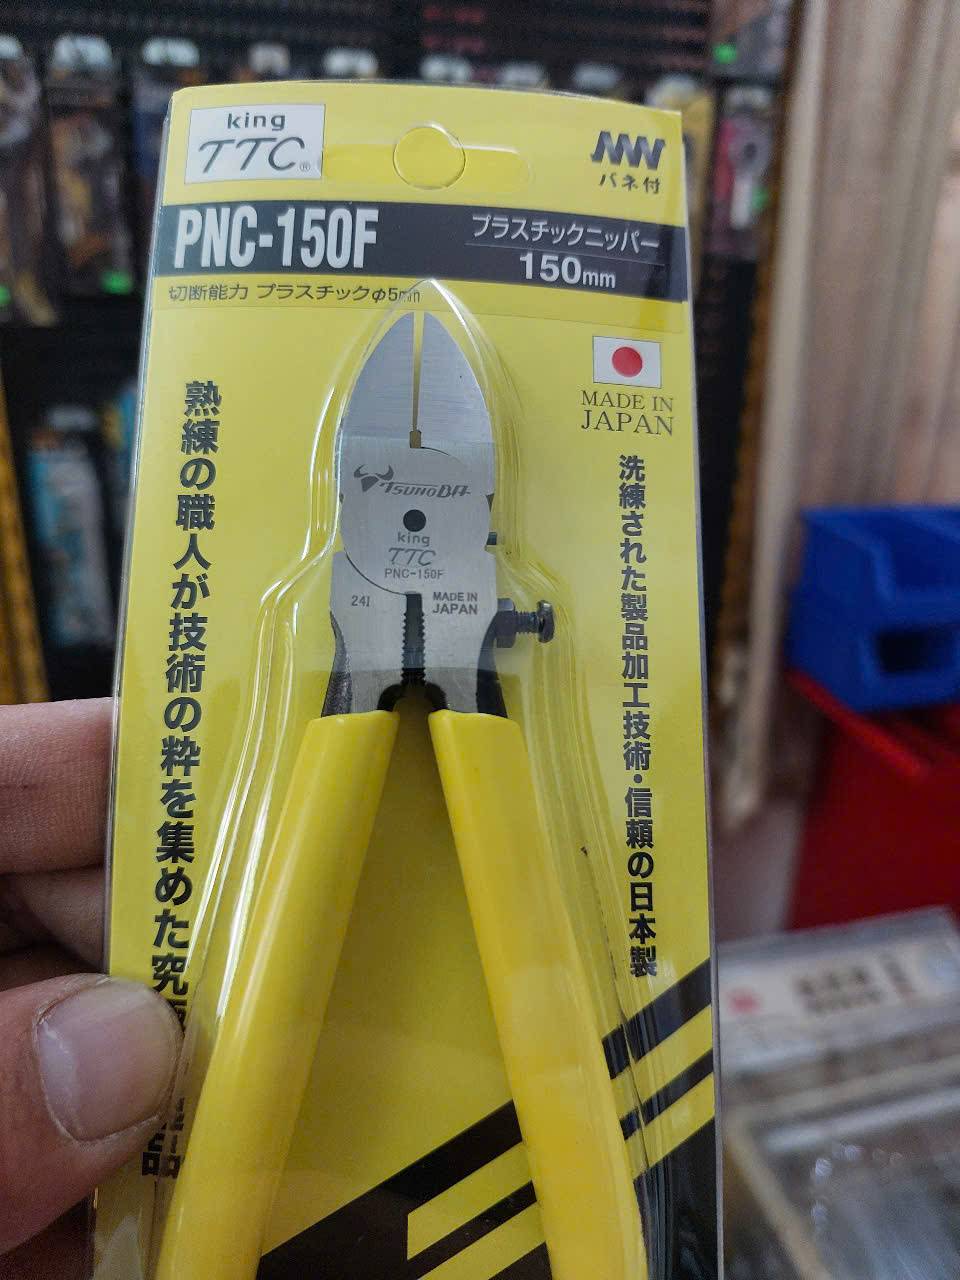 king
TTC®
バネ付
PNC-150F
プラスチックニッパー
150mm
切断能力 プラスチックφ5mm
MADE IN
JAPAN
熟練の職人が技術の粋を集めた究
品
洗練された製品加工技術・信頼の日本製
TSUNODA
king
TTC
PNC-150F
241
MADE IN
JAPAN